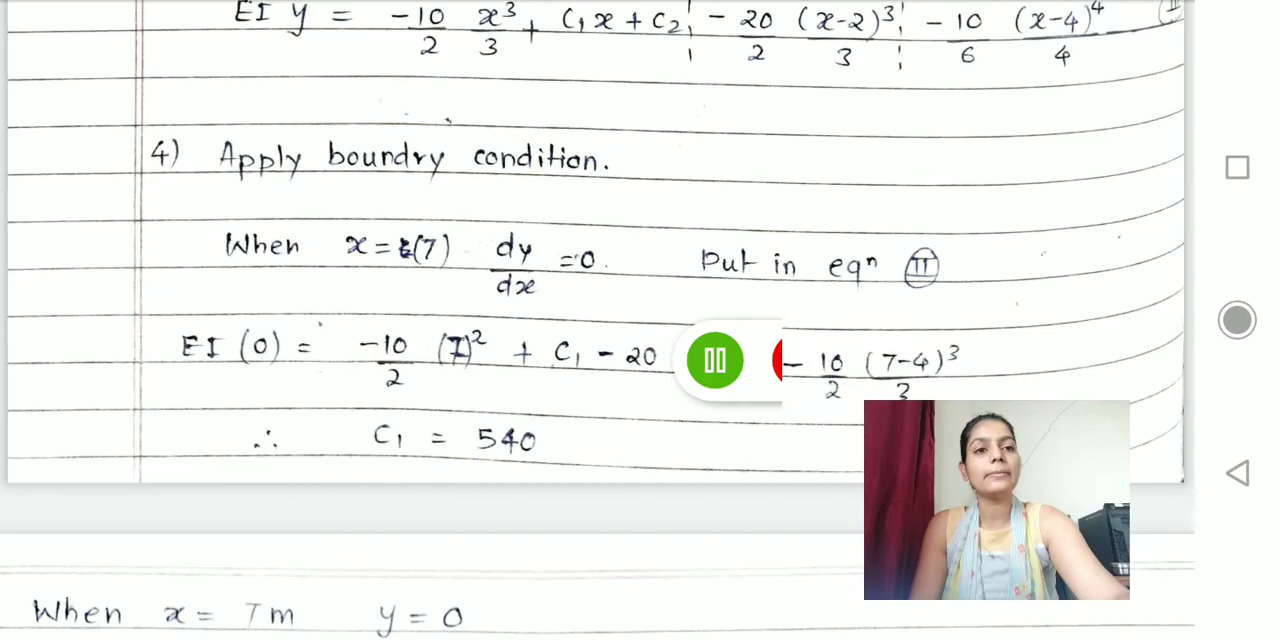 EI y = -10/2 x³/3 + C₁x + C₂ ¦ - 20/2 (x-2)³/3 ¦ - 10/6 (x-4)⁴/4
4) Apply boundry condition.
When x = (7) dy/dx = 0. Put in eqⁿ II
EI (0) = -10/2 (7)² + C₁ - 20 - 10/2 (7-4)³/3
∴ C₁ = 540
When x = 7m y = 0